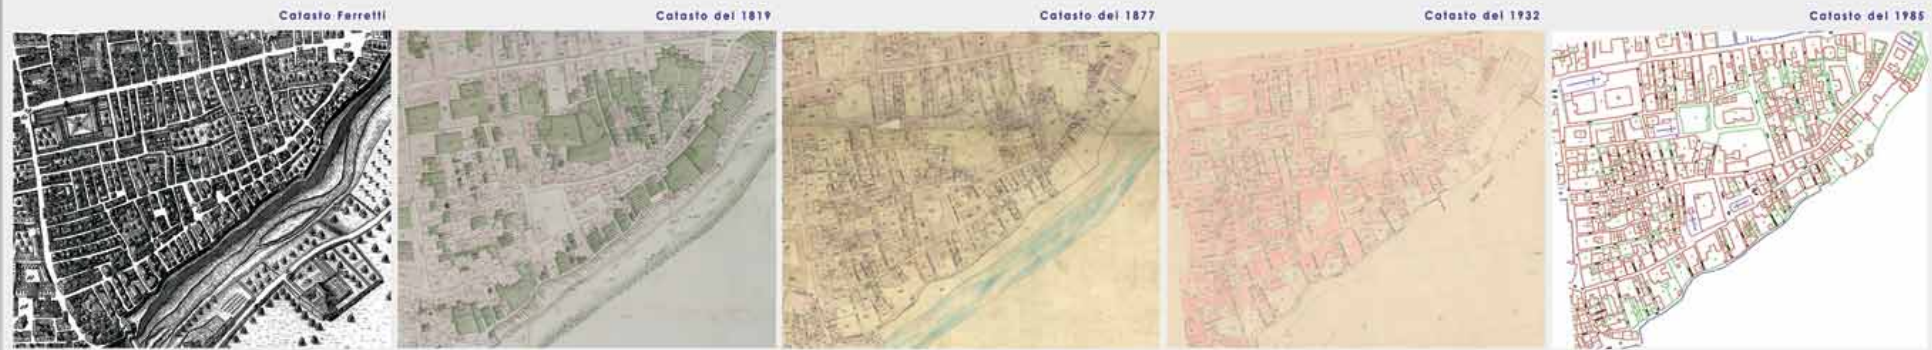 Catasto Ferretti
Catasto del 1819
Catasto del 1877
Catasto del 1932
Catasto del 1985